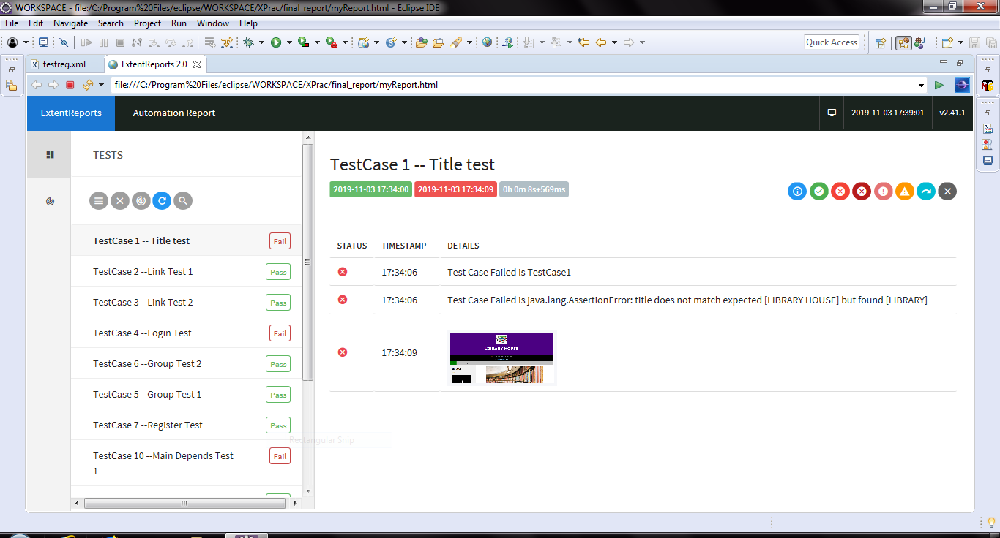 WORKSPACE - file:/C:/Program%20Files/eclipse/WORKSPACE/XPrac/final_report/myReport.html - Eclipse IDE
File Edit Navigate Search Project Run Window Help
Quick Access
testreg.xml ExtentReports 2.0
file:///C:/Program%20Files/eclipse/WORKSPACE/XPrac/final_report/myReport.html
ExtentReports Automation Report 2019-11-03 17:39:01 v2.41.1
TESTS
TestCase 1 -- Title test Fail
TestCase 2 --Link Test 1 Pass
TestCase 3 --Link Test 2 Pass
TestCase 4 --Login Test Fail
TestCase 6 --Group Test 2 Pass
TestCase 5 --Group Test 1 Pass
TestCase 7 --Register Test Pass
TestCase 10 --Main Depends Test Fail
1
TestCase 1 -- Title test
2019-11-03 17:34:00 2019-11-03 17:34:09 0h 0m 8s+569ms
STATUS TIMESTAMP DETAILS
17:34:06 Test Case Failed is TestCase1
17:34:06 Test Case Failed is java.lang.AssertionError: title does not match expected [LIBRARY HOUSE] but found [LIBRARY]
17:34:09
LIBRARY HOUSE
Rectangular Snip